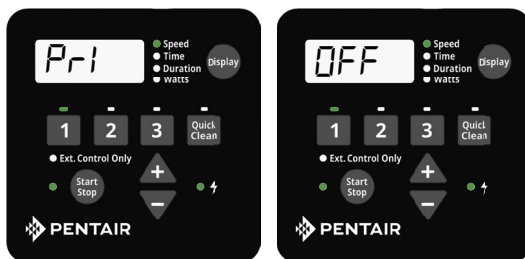 Pri
Speed
Time
Duration
Watts
Display
1
2
3
Quick
Clean
Ext. Control Only
+
Start
Stop
−
PENTAIR
OFF
Speed
Time
Duration
Watts
Display
1
2
3
Quick
Clean
Ext. Control Only
+
Start
Stop
−
PENTAIR